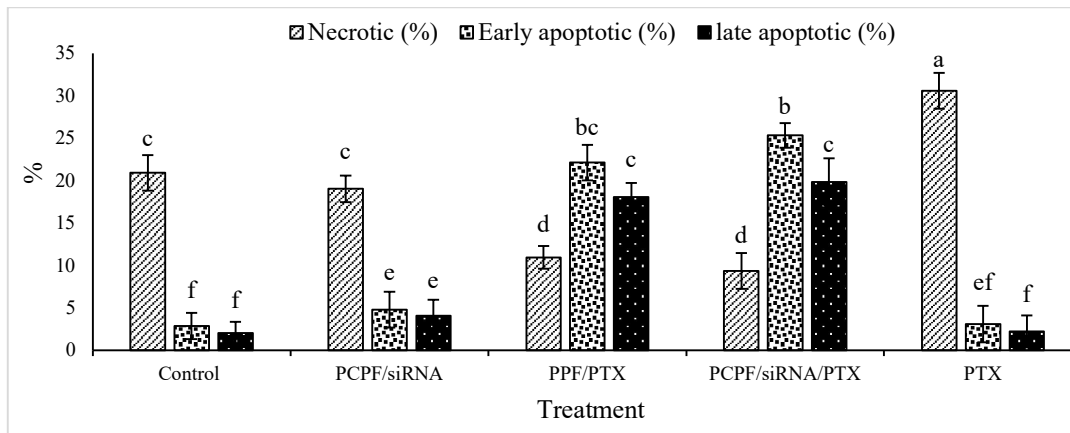 Necrotic (%) Early apoptotic (%) late apoptotic (%)
35
30
25
20
15
10
5
0
%
c
f
f
c
e
e
d
bc
c
d
b
c
a
ef
f
Control PCPF/siRNA PPF/PTX PCPF/siRNA/PTX PTX
Treatment